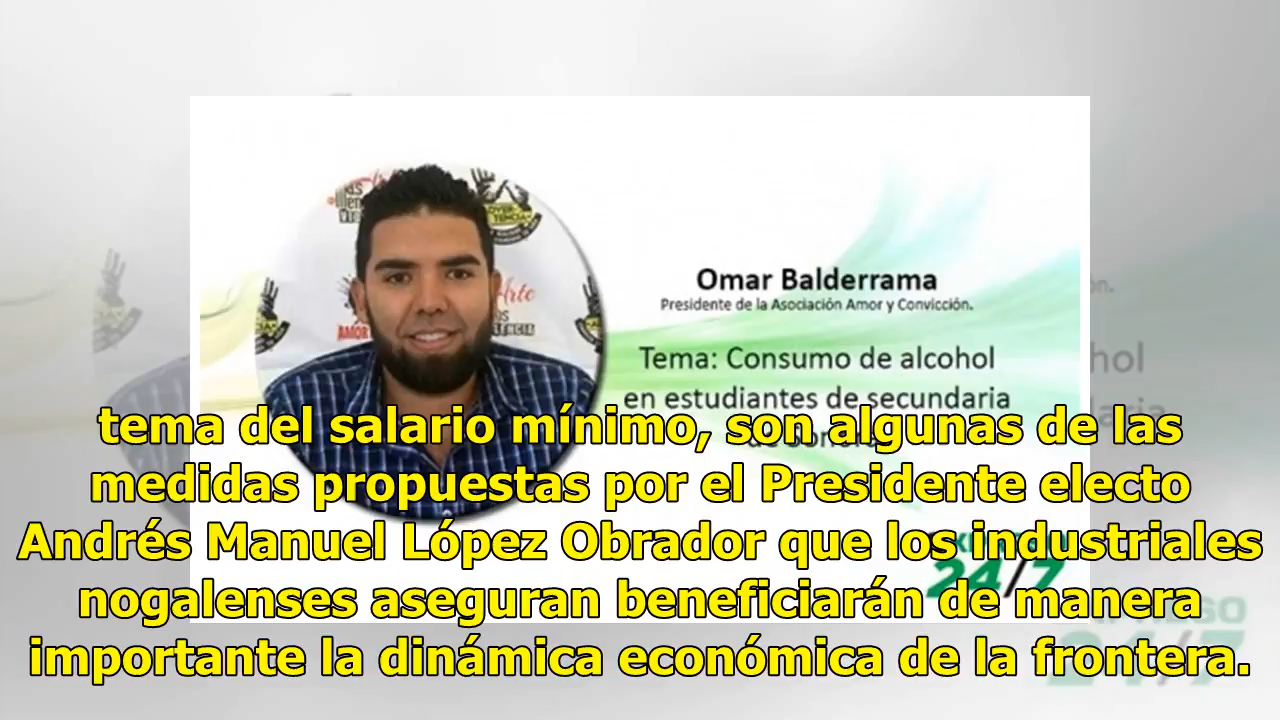 Omar Balderrama
Presidente de la Asociación Amor y Convicción.
Tema: Consumo de alcohol
en estudiantes de secundaria
tema del salario mínimo, son algunas de las
medidas propuestas por el Presidente electo
Andrés Manuel López Obrador que los industriales
nogalenses aseguran beneficiarán de manera
importante la dinámica económica de la frontera.
24/7
Arte
AMOR